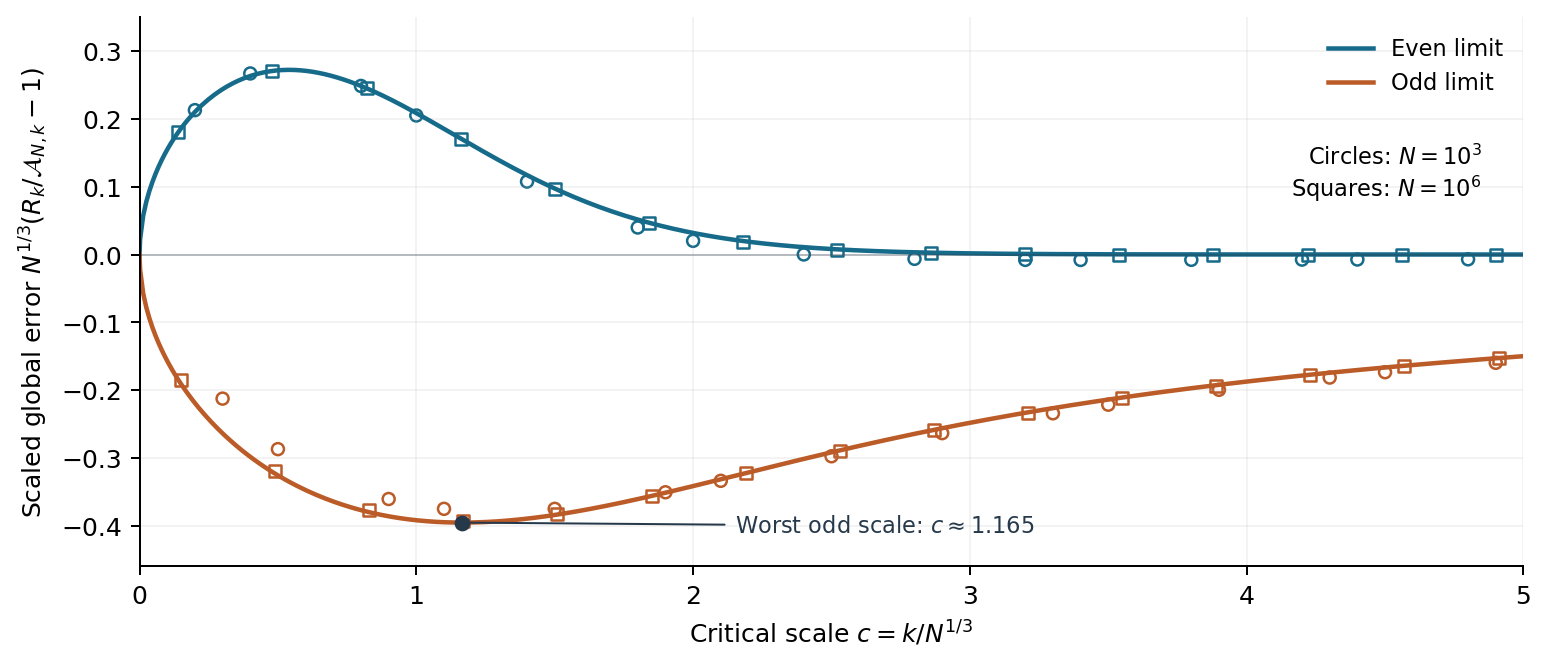 Scaled global error $N^{1/3}(R_k/\mathcal{A}_{N,k} - 1)$
0.3
0.2
0.1
0.0
−0.1
−0.2
−0.3
−0.4
Even limit
Odd limit
Circles: $N = 10^3$
Squares: $N = 10^6$
Worst odd scale: $c \approx 1.165$
0 1 2 3 4 5
Critical scale $c = k/N^{1/3}$